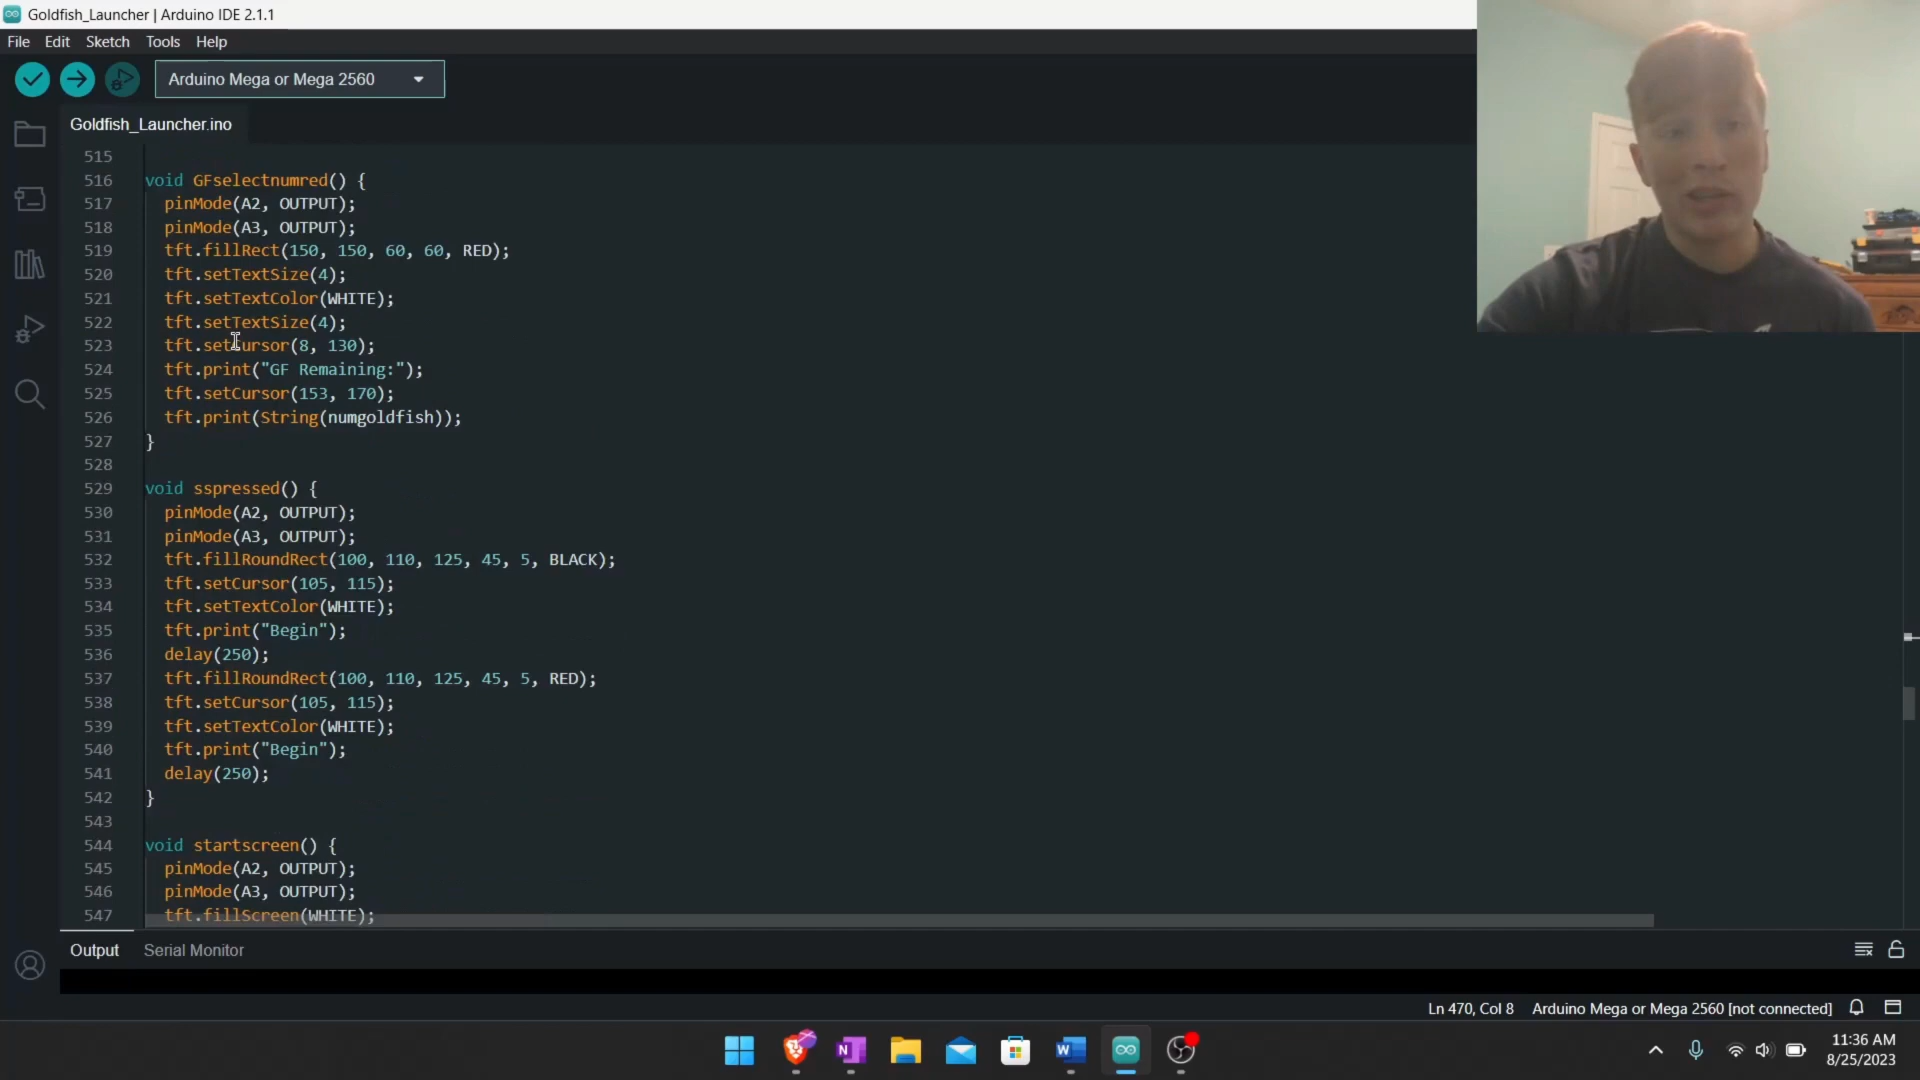 Goldfish_Launcher | Arduino IDE 2.1.1
File Edit Sketch Tools Help
Arduino Mega or Mega 2560
Goldfish_Launcher.ino
515
516 void GFselectnumred() {
517 pinMode(A2, OUTPUT);
518 pinMode(A3, OUTPUT);
519 tft.fillRect(150, 150, 60, 60, RED);
520 tft.setTextSize(4);
521 tft.setTextColor(WHITE);
522 tft.setTextSize(4);
523 tft.setCursor(8, 130);
524 tft.print("GF Remaining:");
525 tft.setCursor(153, 170);
526 tft.print(String(numgoldfish));
527 }
528
529 void sspressed() {
530 pinMode(A2, OUTPUT);
531 pinMode(A3, OUTPUT);
532 tft.fillRoundRect(100, 110, 125, 45, 5, BLACK);
533 tft.setCursor(105, 115);
534 tft.setTextColor(WHITE);
535 tft.print("Begin");
536 delay(250);
537 tft.fillRoundRect(100, 110, 125, 45, 5, RED);
538 tft.setCursor(105, 115);
539 tft.setTextColor(WHITE);
540 tft.print("Begin");
541 delay(250);
542 }
543
544 void startscreen() {
545 pinMode(A2, OUTPUT);
546 pinMode(A3, OUTPUT);
547 tft.fillScreen(WHITE);
Output Serial Monitor
Ln 470, Col 8 Arduino Mega or Mega 2560 [not connected]
N W 11:36 AM
8/25/2023